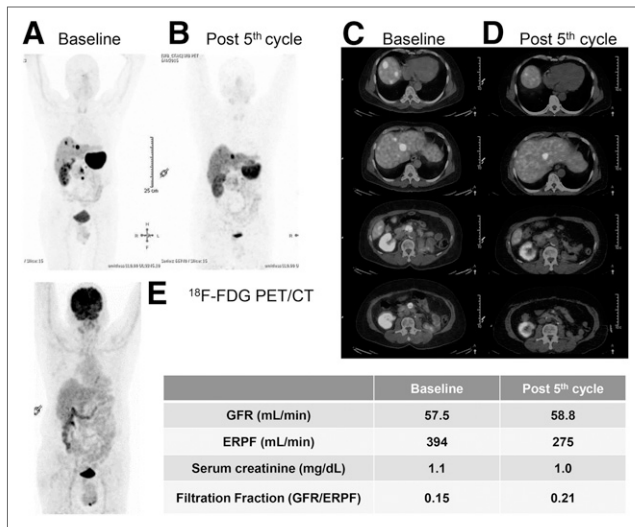 A Baseline
B Post 5th cycle
C Baseline
D Post 5th cycle
25 cm
E 18F-FDG PET/CT
Baseline Post 5th cycle
GFR (mL/min) 57.5 58.8
ERPF (mL/min) 394 275
Serum creatinine (mg/dL) 1.1 1.0
Filtration Fraction (GFR/ERPF) 0.15 0.21